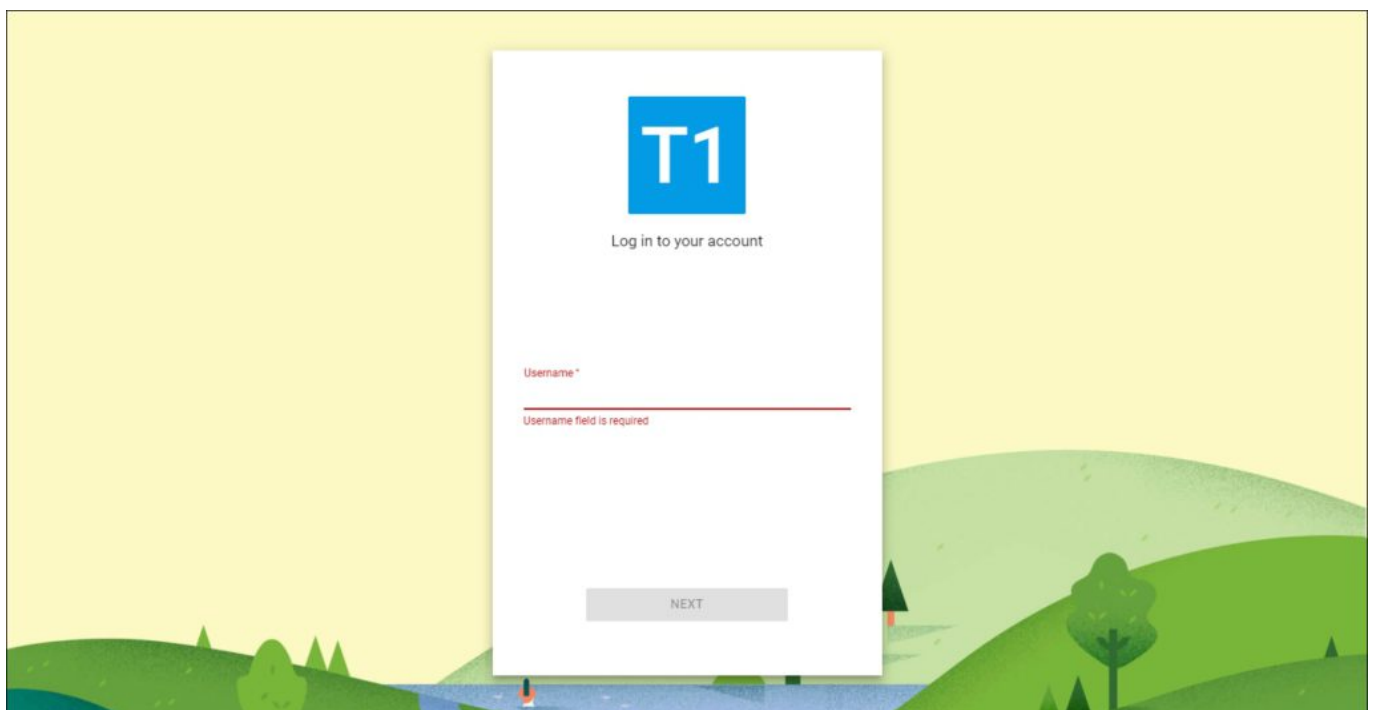 T1
Log in to your account
Username *
Username field is required
NEXT